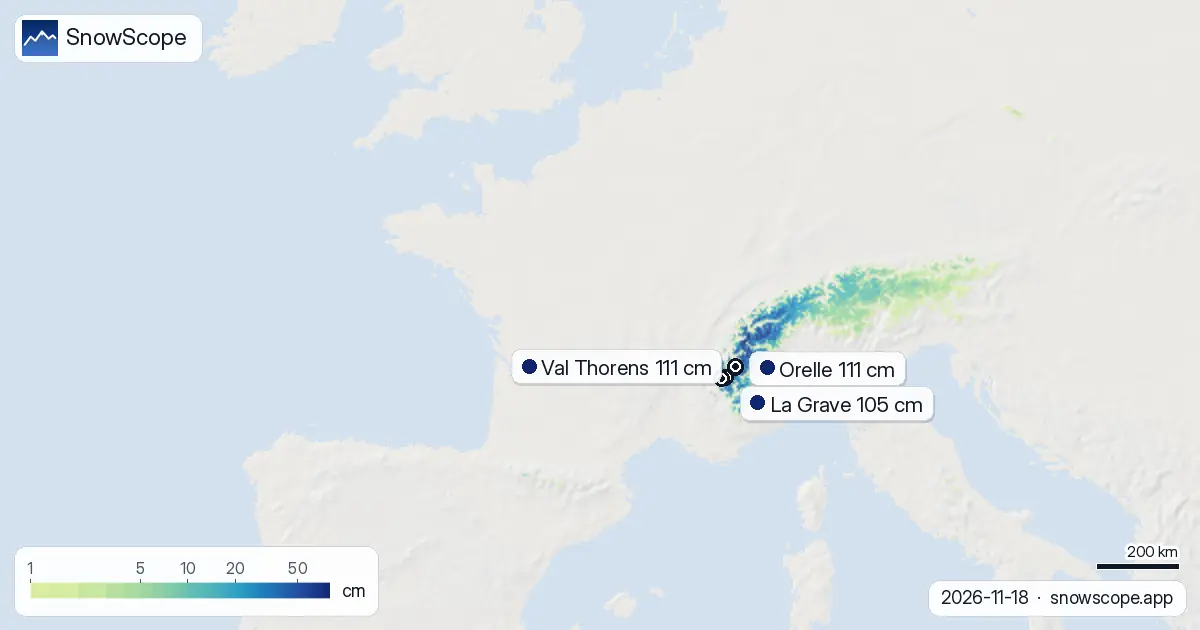 SnowScope
Val Thorens 111 cm
Orelle 111 cm
La Grave 105 cm
1 5 10 20 50
cm
200 km
2026-11-18 · snowscope.app